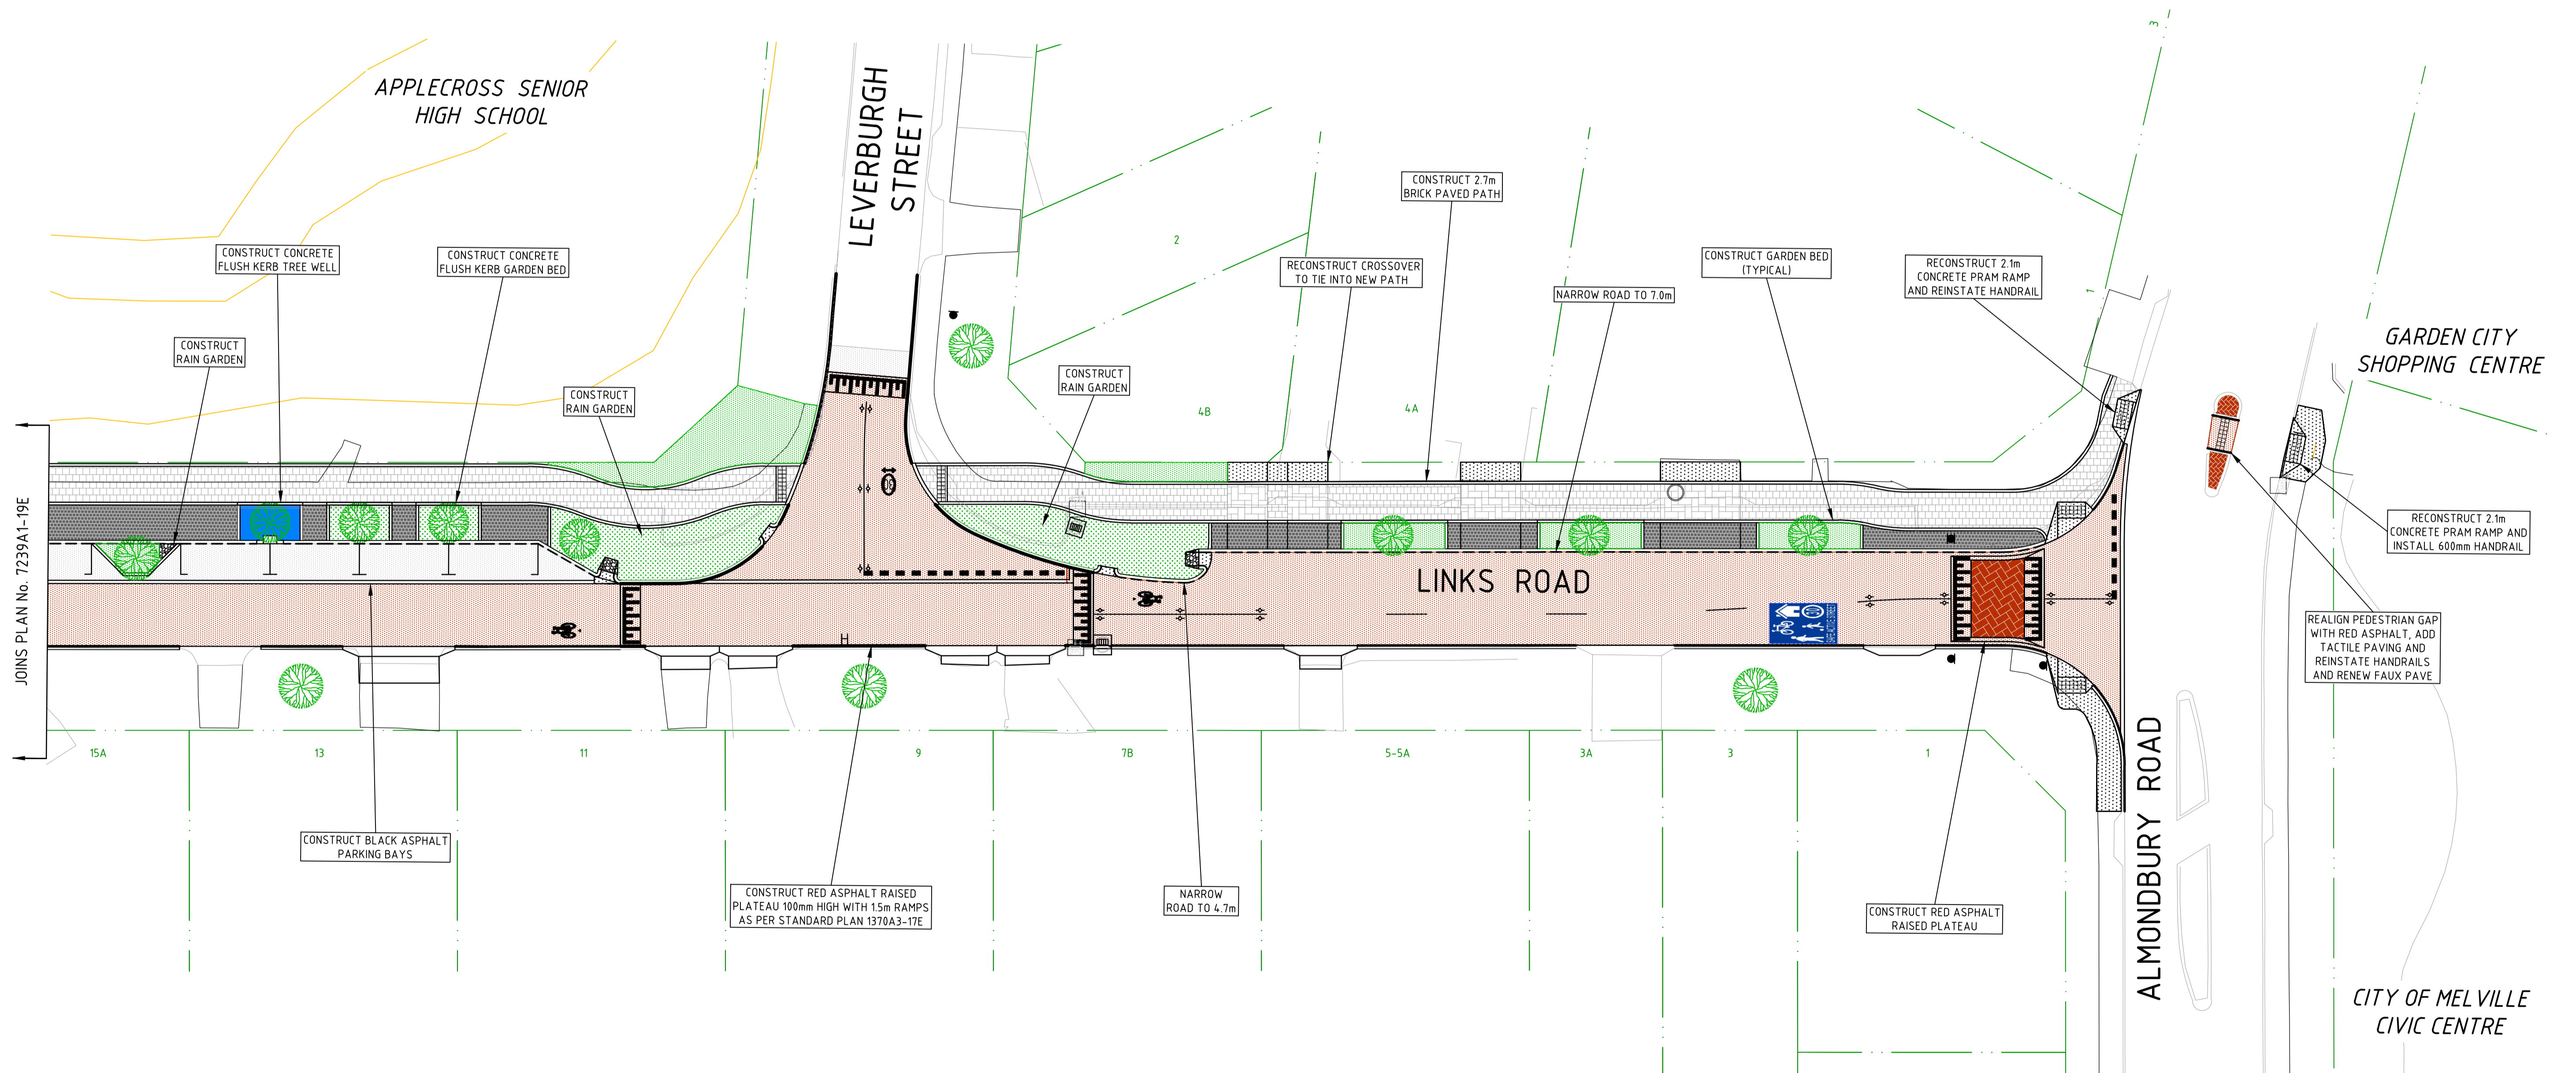 APPLECROSS SENIOR
HIGH SCHOOL
LEVERBURGH
STREET
3
CONSTRUCT 2.7m
BRICK PAVED PATH
2
CONSTRUCT CONCRETE
FLUSH KERB TREE WELL
CONSTRUCT CONCRETE
FLUSH KERB GARDEN BED
RECONSTRUCT CROSSOVER
TO TIE INTO NEW PATH
NARROW ROAD TO 7.0m
CONSTRUCT GARDEN BED
(TYPICAL)
RECONSTRUCT 2.1m
CONCRETE PRAM RAMP
AND REINSTATE HANDRAIL
1
GARDEN CITY
SHOPPING CENTRE
CONSTRUCT
RAIN GARDEN
CONSTRUCT
RAIN GARDEN
CONSTRUCT
RAIN GARDEN
4B
4A
JOINS PLAN No. 7239A1-19E
RECONSTRUCT 2.1m
CONCRETE PRAM RAMP AND
INSTALL 600mm HANDRAIL
LINKS ROAD
H
REALIGN PEDESTRIAN GAP
WITH RED ASPHALT, ADD
TACTILE PAVING AND
REINSTATE HANDRAILS
AND RENEW FAUX PAVE
15A
13
11
9
7B
5-5A
3A
3
1
ALMONDBURY ROAD
CONSTRUCT BLACK ASPHALT
PARKING BAYS
CONSTRUCT RED ASPHALT RAISED
PLATEAU 100mm HIGH WITH 1.5m RAMPS
AS PER STANDARD PLAN 1370A3-17E
NARROW
ROAD TO 4.7m
CONSTRUCT RED ASPHALT
RAISED PLATEAU
CITY OF MELVILLE
CIVIC CENTRE